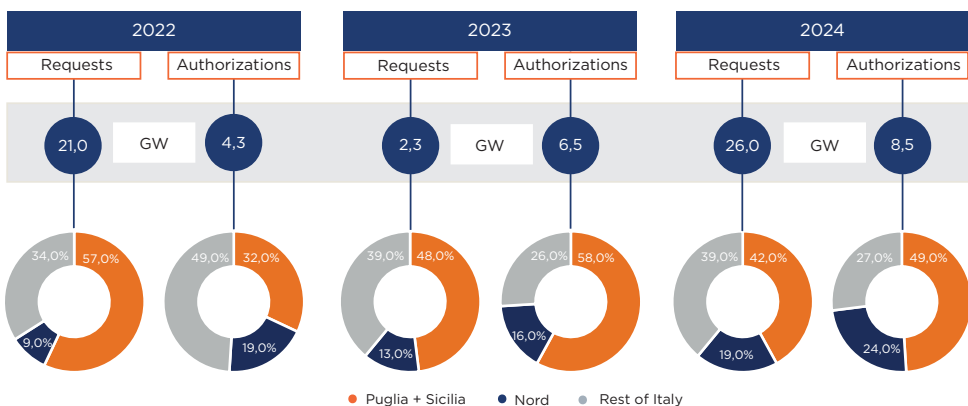 2022 2023 2024
Requests Authorizations Requests Authorizations Requests Authorizations
21,0 GW 4,3 2,3 GW 6,5 26,0 GW 8,5
34,0% 57,0% 49,0% 32,0% 39,0% 48,0% 26,0% 58,0% 39,0% 42,0% 27,0% 49,0%
9,0% 19,0% 13,0% 16,0% 19,0% 24,0%
Puglia + Sicilia Nord Rest of Italy